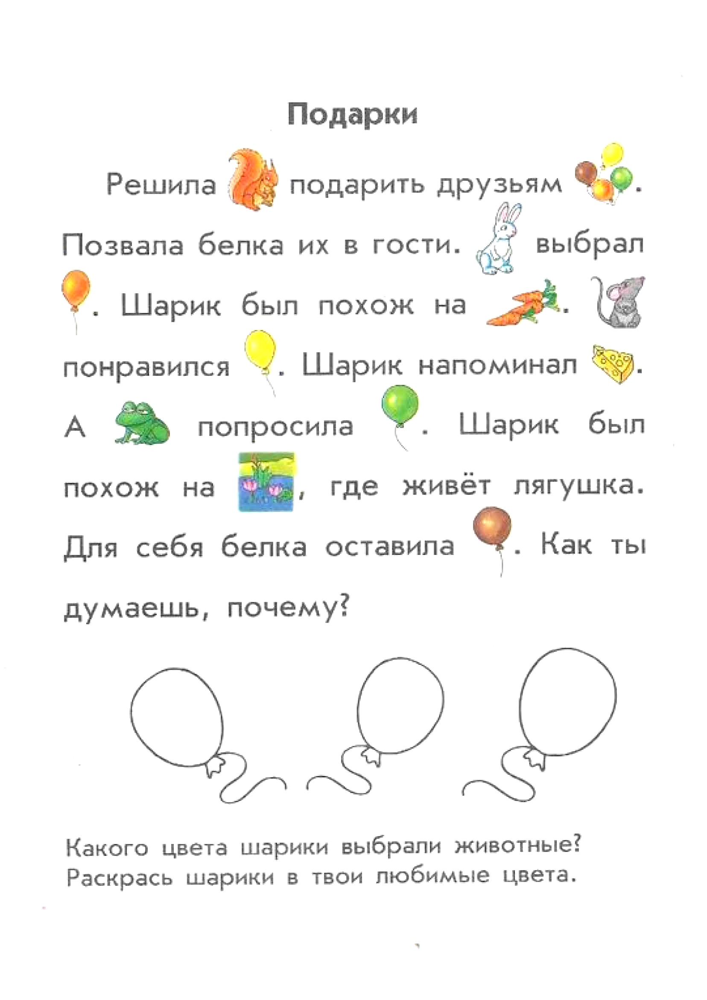 Подарки
Решила подарить друзьям .
Позвала белка их в гости. выбрал
. Шарик был похож на .
понравился . Шарик напоминал .
А попросила . Шарик был
похож на , где живёт лягушка.
Для себя белка оставила . Как ты
думаешь, почему?
Какого цвета шарики выбрали животные?
Раскрась шарики в твои любимые цвета.